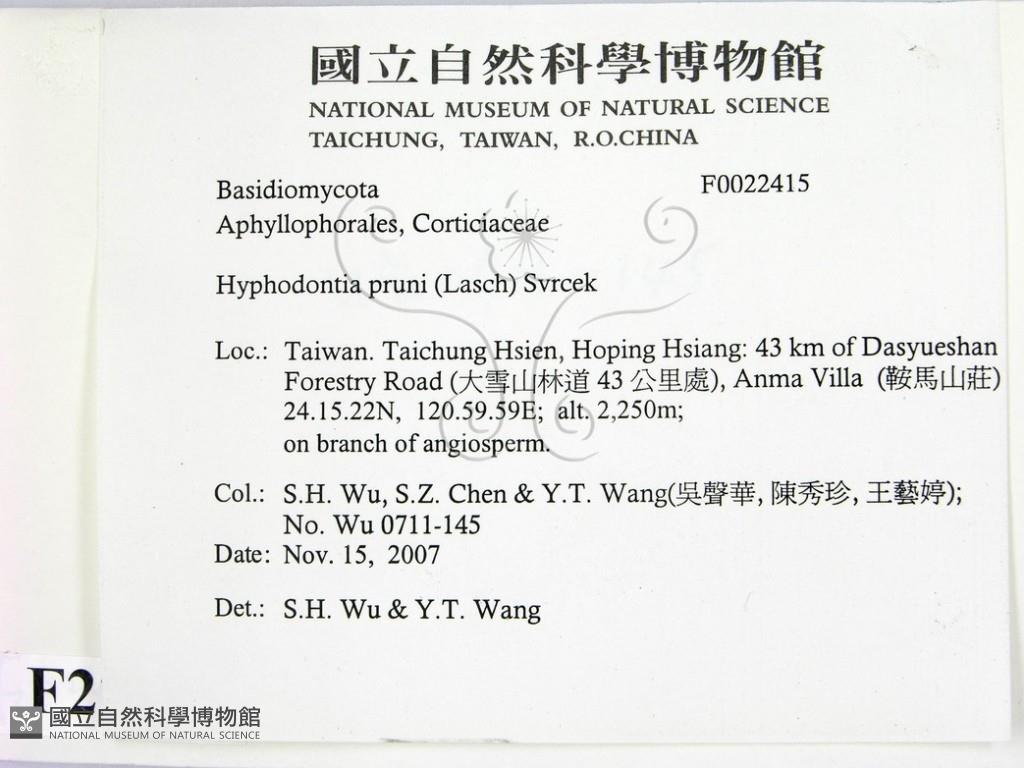 國立自然科學博物館
NATIONAL MUSEUM OF NATURAL SCIENCE
TAICHUNG, TAIWAN, R.O.CHINA
Basidiomycota F0022415
Aphyllophorales, Corticiaceae
Hyphodontia pruni (Lasch) Svrcek
Loc.: Taiwan. Taichung Hsien, Hoping Hsiang: 43 km of Dasyueshan
Forestry Road (大雪山林道 43 公里處), Anma Villa (鞍馬山莊)
24.15.22N, 120.59.59E; alt. 2,250m;
on branch of angiosperm.
Col.: S.H. Wu, S.Z. Chen & Y.T. Wang(吳聲華, 陳秀珍, 王藝婷);
No. Wu 0711-145
Date: Nov. 15, 2007
Det.: S.H. Wu & Y.T. Wang
F2
國立自然科學博物館
NATIONAL MUSEUM OF NATURAL SCIENCE